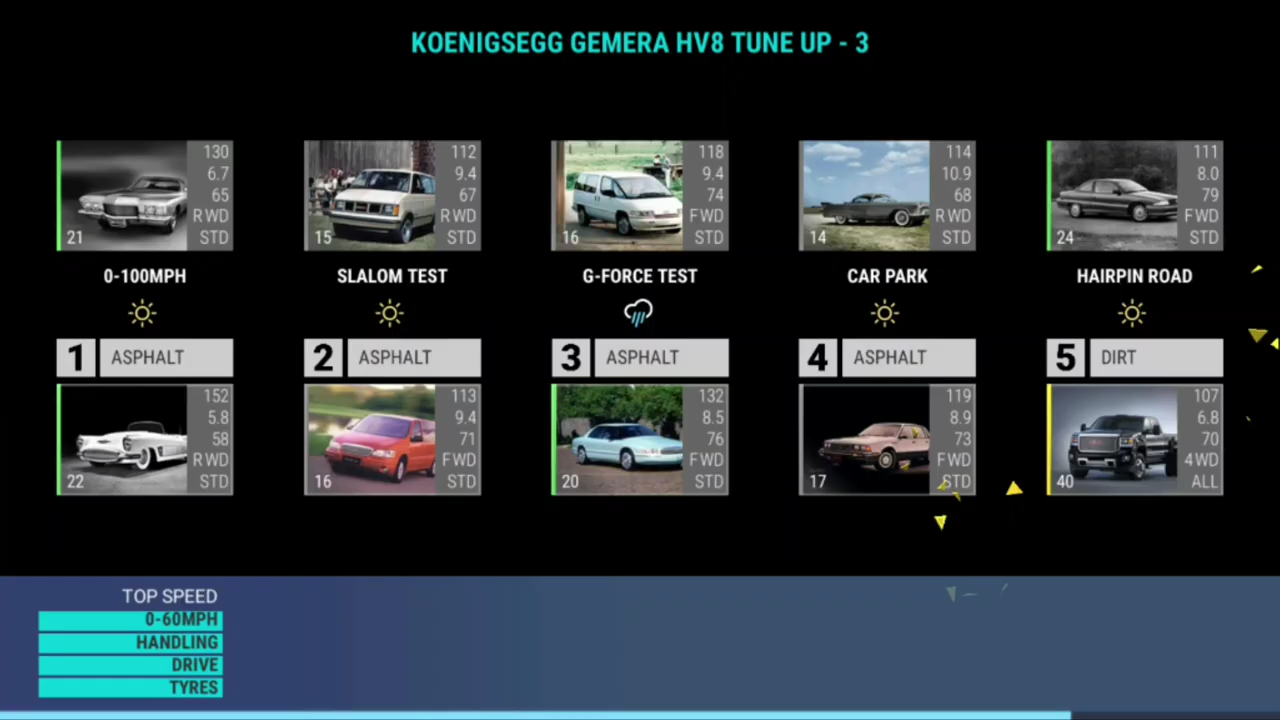 KOENIGSEGG GEMERA HV8 TUNE UP - 3
130
6.7
65
RWD
STD
21
112
9.4
67
RWD
STD
15
118
9.4
74
FWD
STD
16
114
10.9
68
RWD
STD
14
111
8.0
79
FWD
STD
24
0-100MPH
SLALOM TEST
G-FORCE TEST
CAR PARK
HAIRPIN ROAD
1 ASPHALT
2 ASPHALT
3 ASPHALT
4 ASPHALT
5 DIRT
152
5.8
58
RWD
STD
22
113
9.4
71
FWD
STD
16
132
8.5
76
FWD
STD
20
119
8.9
73
FWD
STD
17
107
6.8
70
4WD
ALL
40
TOP SPEED
0-60MPH
HANDLING
DRIVE
TYRES